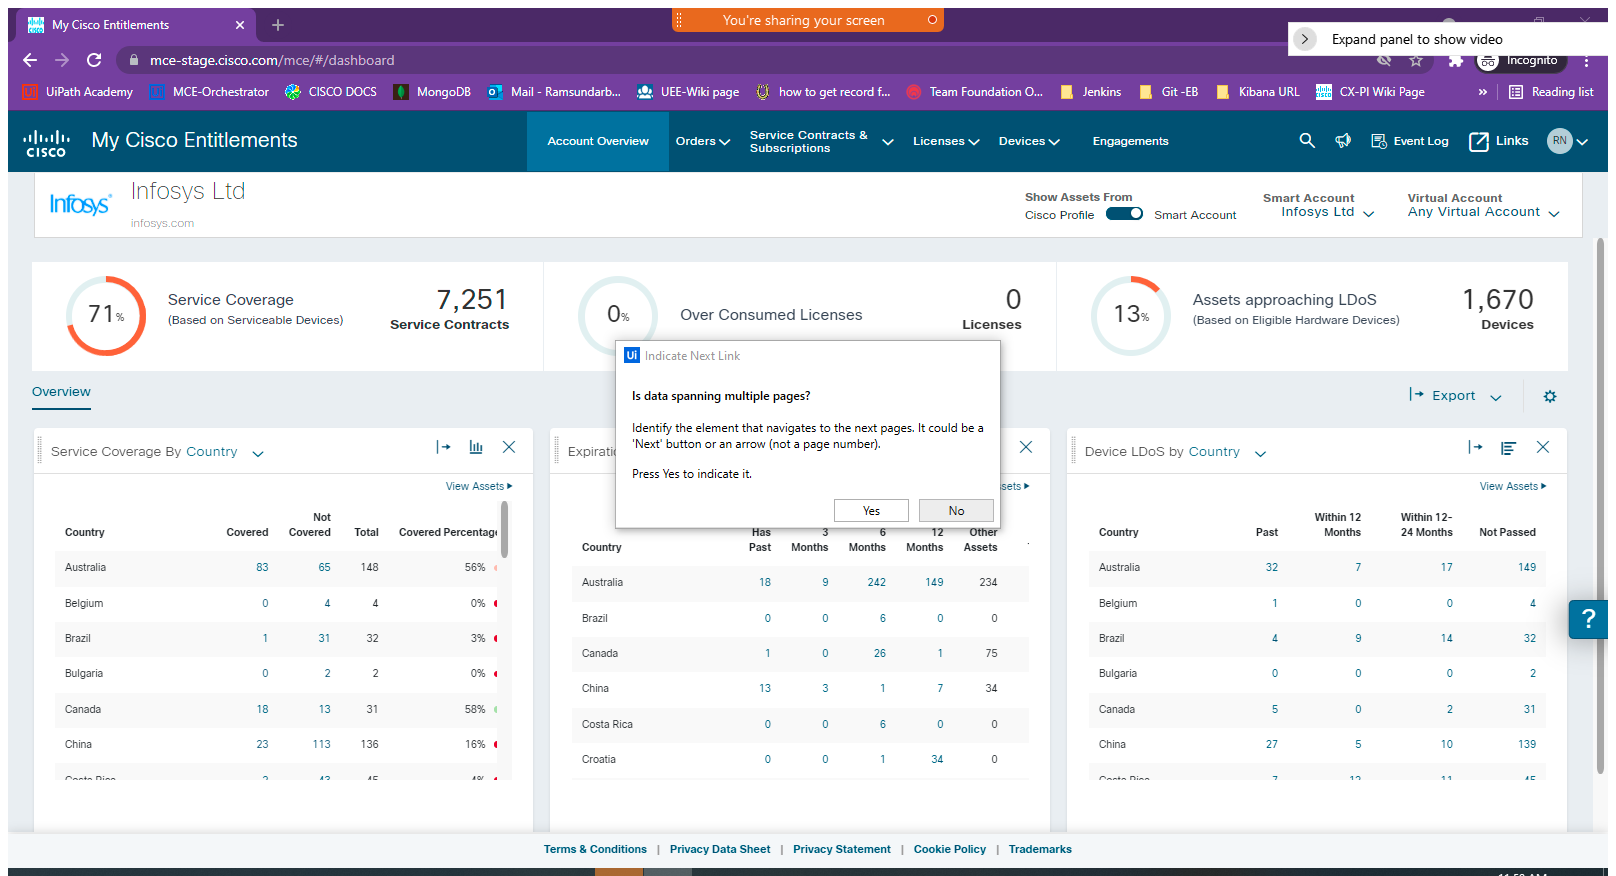 My Cisco Entitlements
You're sharing your screen
Expand panel to show video
mce-stage.cisco.com/mce/#/dashboard
Incognito
UiPath Academy
MCE-Orchestrator
CISCO DOCS
MongoDB
Mail - Ramsundarb...
UEE-Wiki page
how to get record f...
Team Foundation O...
Jenkins
Git -EB
Kibana URL
CX-PI Wiki Page
»
Reading list
CISCO
My Cisco Entitlements
Account Overview
Orders
Service Contracts &
Subscriptions
Licenses
Devices
Engagements
Event Log
Links
RN
Infosys
Infosys Ltd
infosys.com
Show Assets From
Cisco Profile
Smart Account
Smart Account
Infosys Ltd
Virtual Account
Any Virtual Account
71%
Service Coverage
(Based on Serviceable Devices)
7,251
Service Contracts
0%
Over Consumed Licenses
0
Licenses
13%
Assets approaching LDoS
(Based on Eligible Hardware Devices)
1,670
Devices
Ui Indicate Next Link
Is data spanning multiple pages?
Identify the element that navigates to the next pages. It could be a
'Next' button or an arrow (not a page number).
Press Yes to indicate it.
Yes
No
Overview
Export
Service Coverage By Country
View Assets
Country Covered Not Covered Total Covered Percentage
Australia 83 65 148 56%
Belgium 0 4 4 0%
Brazil 1 31 32 3%
Bulgaria 0 2 2 0%
Canada 18 13 31 58%
China 23 113 136 16%
Costa Rica 2 43 45 4%
Country Has Past 3 Months 6 Months 12 Months Other Assets
Australia 18 9 242 149 234
Brazil 0 0 6 0 0
Canada 1 0 26 1 75
China 13 3 1 7 34
Costa Rica 0 0 6 0 0
Croatia 0 0 1 34 0
Device LDoS by Country
View Assets
Country Past Within 12 Months Within 12-24 Months Not Passed
Australia 32 7 17 149
Belgium 1 0 0 4
Brazil 4 9 14 32
Bulgaria 0 0 0 2
Canada 5 0 2 31
China 27 5 10 139
Costa Rica 7 12 11 45
?
Terms & Conditions | Privacy Data Sheet | Privacy Statement | Cookie Policy | Trademarks